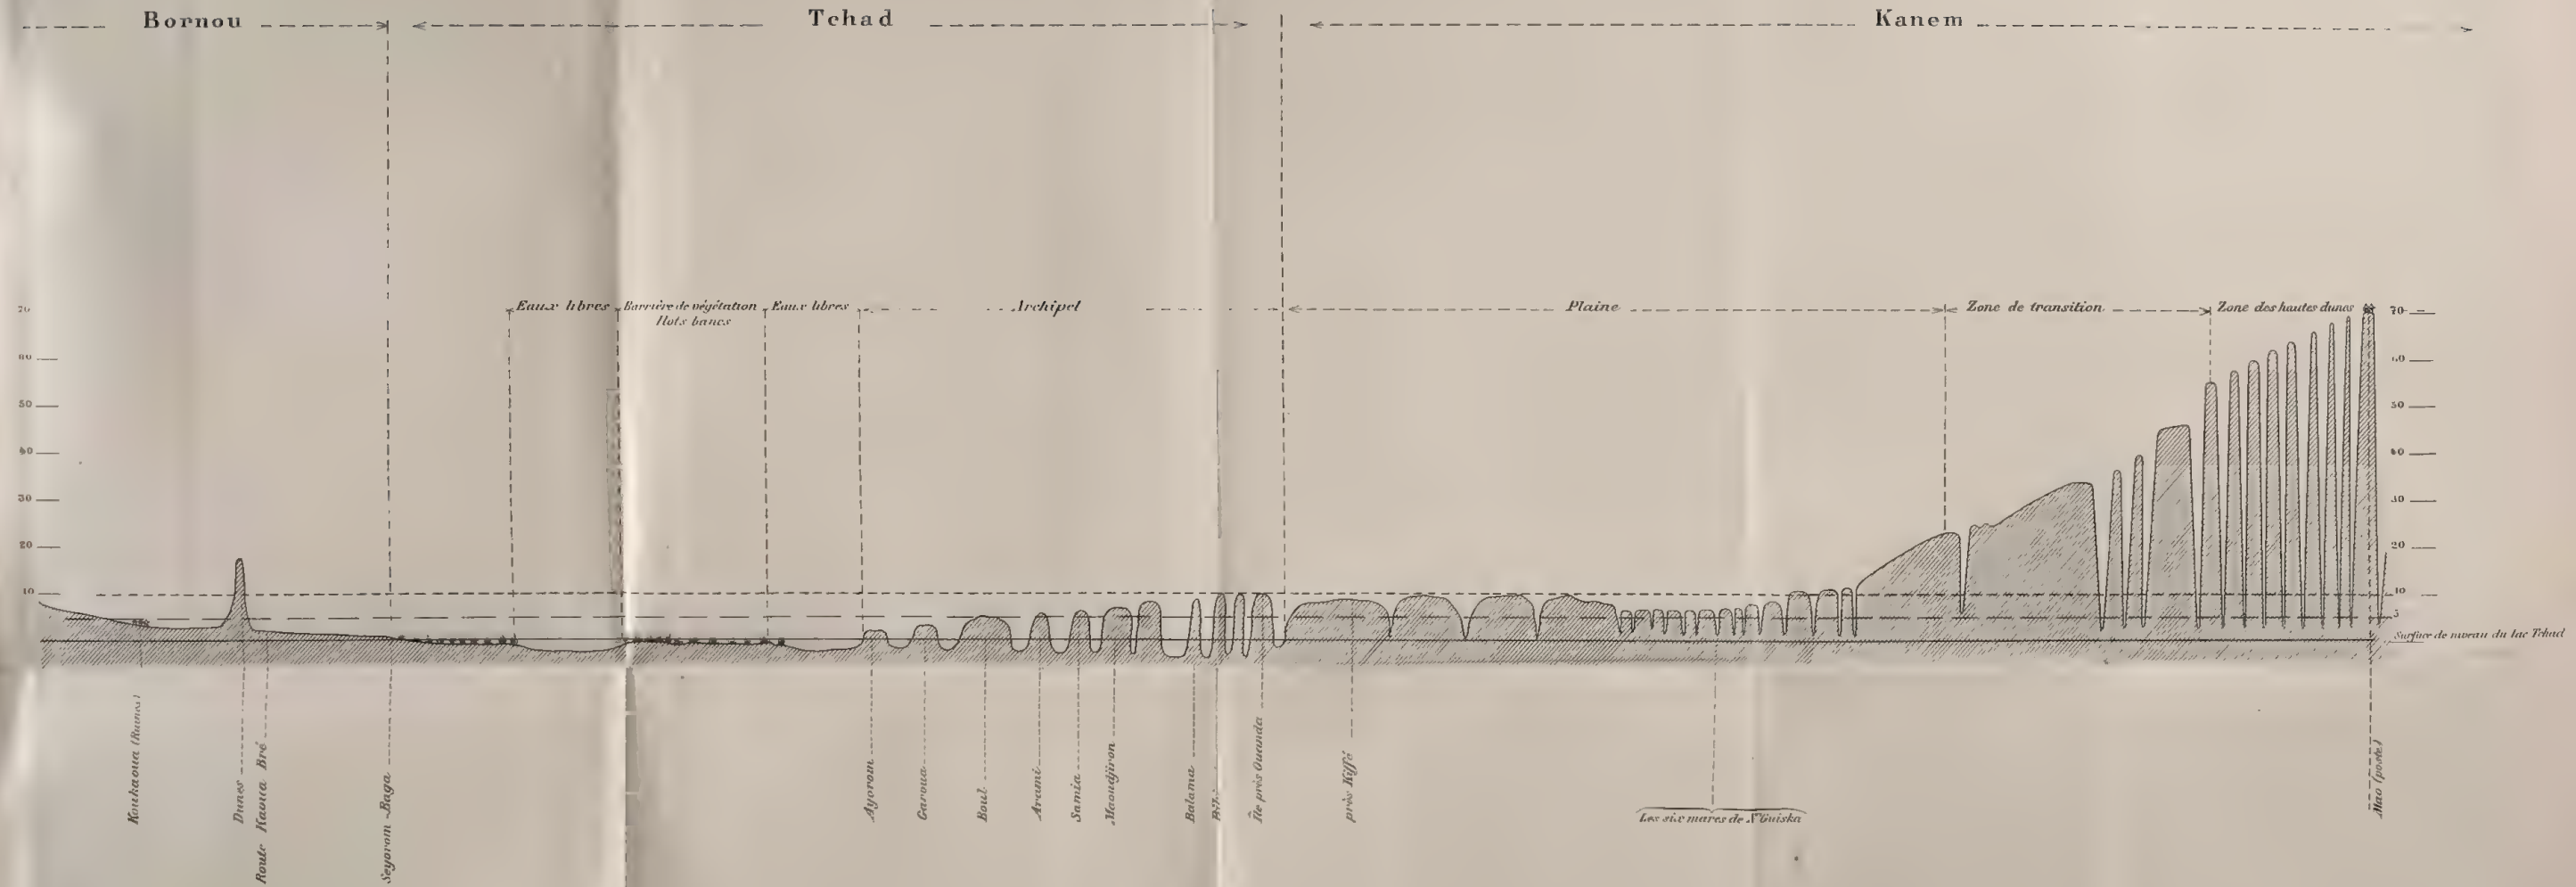 Bornou
Tchad
Kanem
Eaux libres
Barrière de végétation
Ilots bancs
Eaux libres
Archipel
Plaine
Zone de transition
Zone des hautes dunes
70
60
50
40
30
20
10
70
60
50
40
30
20
10
5
Surface de niveau du lac Tchad
Koukaoua (Ruines)
Dunes
Route Kaoua Bré
Seyorom Baga
Ayorom
Garoua
Boul
Arami
Samia
Maoudjiron
Balama
Île près Ouanda
près Kiffé
Les six mares de N'Guiska
Mao (poste)